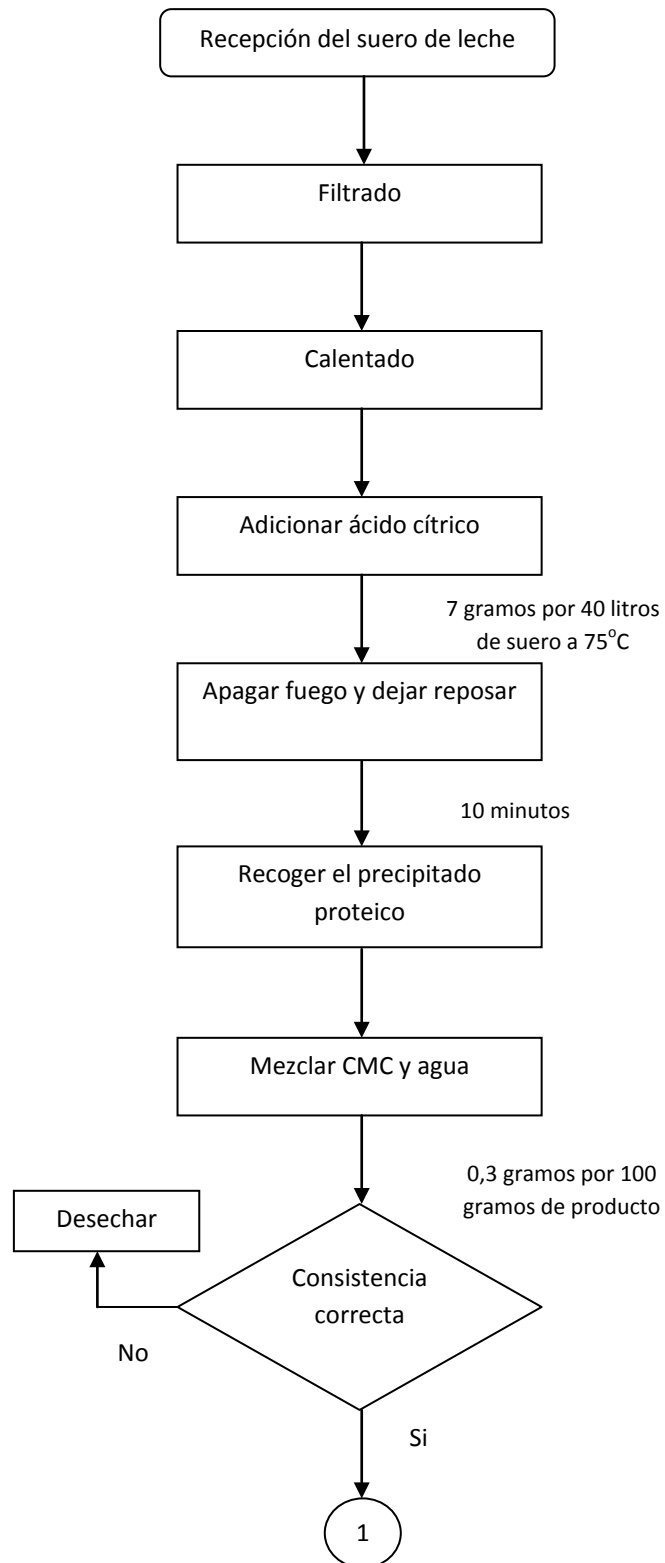 Recepción del suero de leche
Filtrado
Calentado
Adicionar ácido cítrico
7 gramos por 40 litros
de suero a 75°C
Apagar fuego y dejar reposar
10 minutos
Recoger el precipitado
proteico
Mezclar CMC y agua
0,3 gramos por 100
gramos de producto
Desechar
Consistencia
correcta
No
Si
1